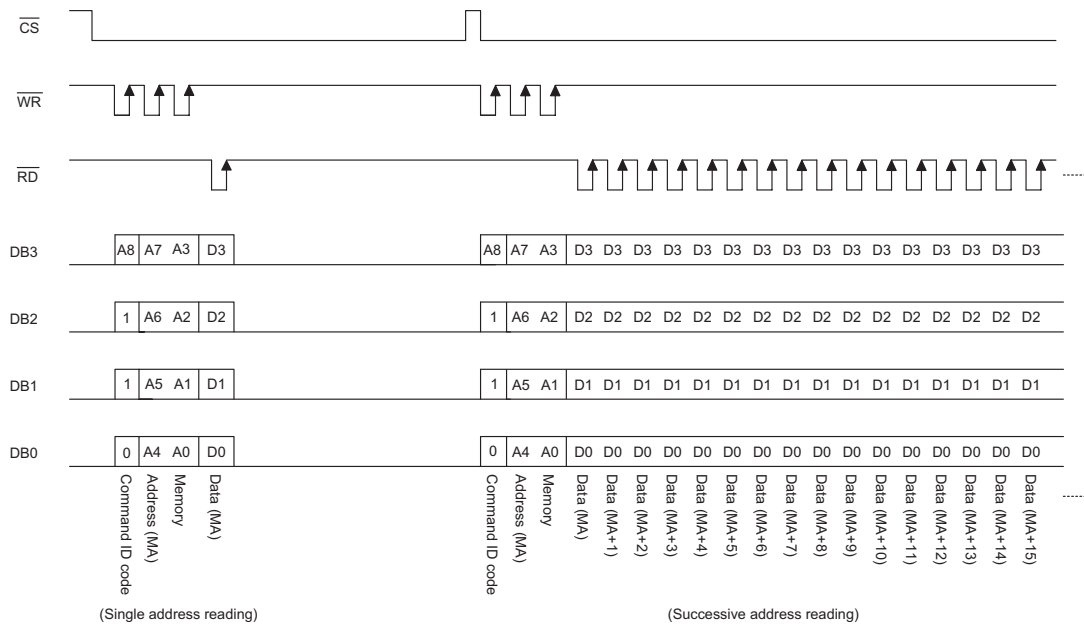 CS
WR
RD
DB3 A8 A7 A3 D3 A8 A7 A3 D3 D3 D3 D3 D3 D3 D3 D3 D3 D3 D3 D3 D3 D3 D3 D3
DB2 1 A6 A2 D2 1 A6 A2 D2 D2 D2 D2 D2 D2 D2 D2 D2 D2 D2 D2 D2 D2 D2 D2
DB1 1 A5 A1 D1 1 A5 A1 D1 D1 D1 D1 D1 D1 D1 D1 D1 D1 D1 D1 D1 D1 D1 D1
DB0 0 A4 A0 D0 0 A4 A0 D0 D0 D0 D0 D0 D0 D0 D0 D0 D0 D0 D0 D0 D0 D0 D0
Command ID code
Address (MA)
Memory
Data (MA)
Command ID code
Address (MA)
Memory
Data (MA)
Data (MA+1)
Data (MA+2)
Data (MA+3)
Data (MA+4)
Data (MA+5)
Data (MA+6)
Data (MA+7)
Data (MA+8)
Data (MA+9)
Data (MA+10)
Data (MA+11)
Data (MA+12)
Data (MA+13)
Data (MA+14)
Data (MA+15)
(Single address reading)
(Successive address reading)